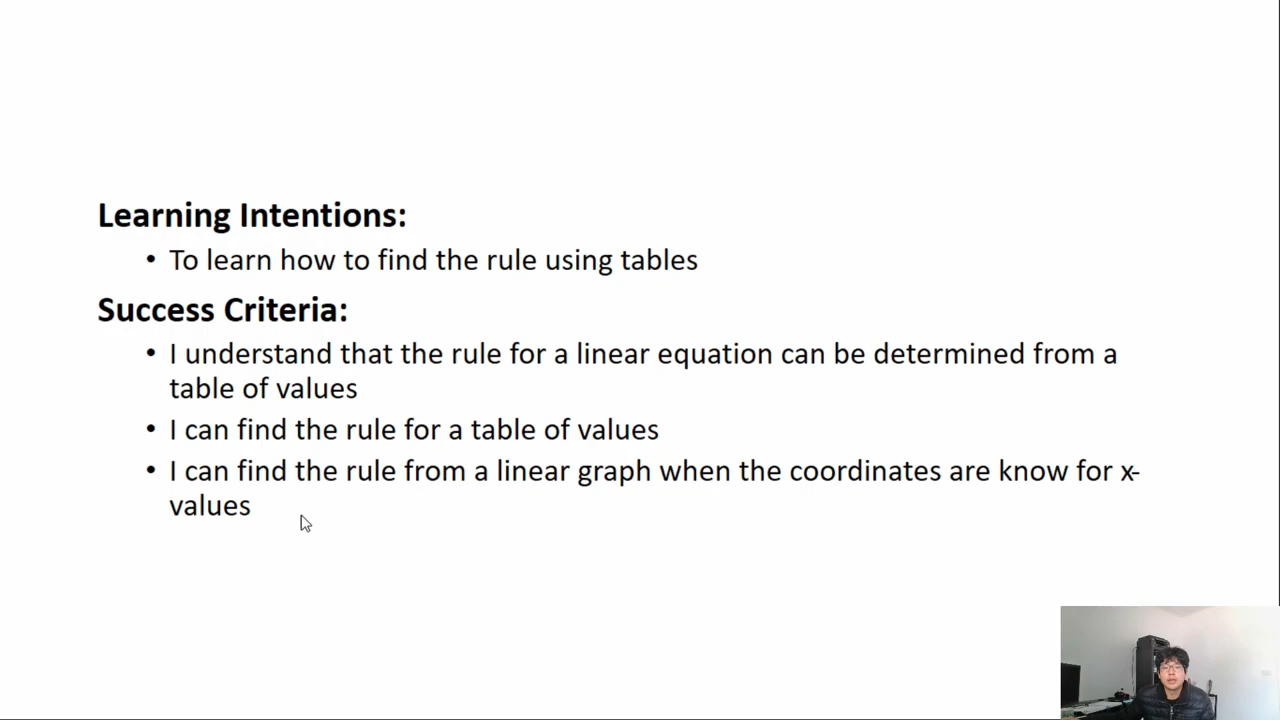 Learning Intentions:
• To learn how to find the rule using tables
Success Criteria:
• I understand that the rule for a linear equation can be determined from a
table of values
• I can find the rule for a table of values
• I can find the rule from a linear graph when the coordinates are know for x-
values